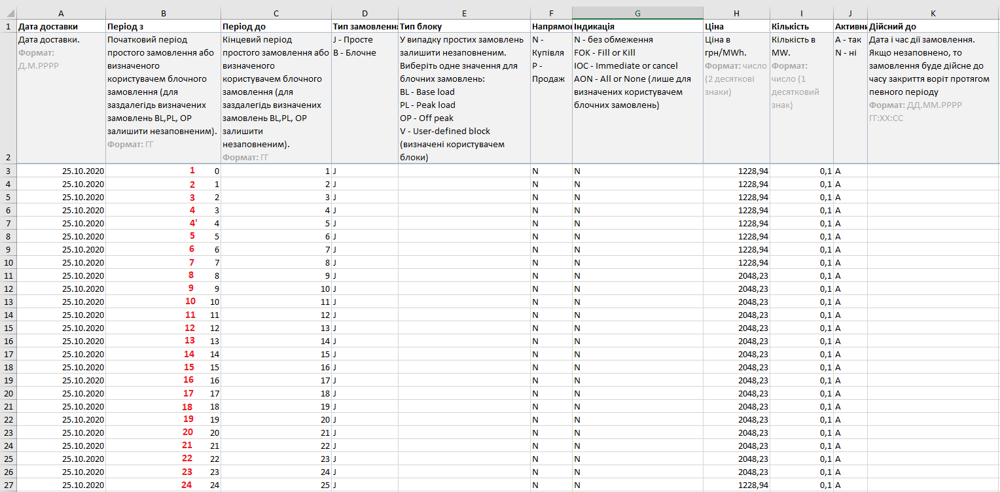 A B C D E F G H I J K
1 Дата доставки Період з Період до Тип замовлення Тип блоку Напрямок Індикація Ціна Кількість Активни Дійсний до
Дата доставки.
Формат:
Д.М.РРРР
Початковий період
простого замовлення або
визначеного
користувачем блочного
замовлення (для
заздалегідь визначених
замовлень BL,PL, OP
залишити незаповненим).
Формат: ГГ
Кінцевий період
простого замовлення або
визначеного
користувачем блочного
замовлення (для
заздалегідь визначених
замовлень BL,PL, OP
залишити
незаповненим).
Формат: ГГ
J - Просте
B - Блочне
У випадку простих замовлень
залишити незаповненим.
Виберіть одне значення для
блочних замовлень:
BL - Base load
PL - Peak load
OP - Off peak
V - User-defined block
(визначені користувачем
блоки)
N -
Купівля
P -
Продаж
N - без обмеження
FOK - Fill or Kill
IOC - Immediate or cancel
AON - All or None (лише для
визначених користувачем
блочних замовлень)
Ціна в
грн/MWh.
Формат: число
(2 десяткові
знаки)
Кількість в
MW.
Формат:
число (1
десятковий
знак)
A - так
N - ні
Дата і час дії замовлення.
Якщо незаповнено, то
замовлення буде дійсне до
часу закриття воріт протягом
певного періоду
Формат: ДД.ММ.РРРР
ГГ:ХХ:СС
2
3 25.10.2020 1 0 1 J N N 1228,94 0,1 A
4 25.10.2020 2 1 2 J N N 1228,94 0,1 A
5 25.10.2020 3 2 3 J N N 1228,94 0,1 A
6 25.10.2020 4 3 4 J N N 1228,94 0,1 A
7 25.10.2020 4' 4 5 J N N 1228,94 0,1 A
8 25.10.2020 5 5 6 J N N 1228,94 0,1 A
9 25.10.2020 6 6 7 J N N 1228,94 0,1 A
10 25.10.2020 7 7 8 J N N 1228,94 0,1 A
11 25.10.2020 8 8 9 J N N 2048,23 0,1 A
12 25.10.2020 9 9 10 J N N 2048,23 0,1 A
13 25.10.2020 10 10 11 J N N 2048,23 0,1 A
14 25.10.2020 11 11 12 J N N 2048,23 0,1 A
15 25.10.2020 12 12 13 J N N 2048,23 0,1 A
16 25.10.2020 13 13 14 J N N 2048,23 0,1 A
17 25.10.2020 14 14 15 J N N 2048,23 0,1 A
18 25.10.2020 15 15 16 J N N 2048,23 0,1 A
19 25.10.2020 16 16 17 J N N 2048,23 0,1 A
20 25.10.2020 17 17 18 J N N 2048,23 0,1 A
21 25.10.2020 18 18 19 J N N 2048,23 0,1 A
22 25.10.2020 19 19 20 J N N 2048,23 0,1 A
23 25.10.2020 20 20 21 J N N 2048,23 0,1 A
24 25.10.2020 21 21 22 J N N 2048,23 0,1 A
25 25.10.2020 22 22 23 J N N 2048,23 0,1 A
26 25.10.2020 23 23 24 J N N 2048,23 0,1 A
27 25.10.2020 24 24 25 J N N 1228,94 0,1 A